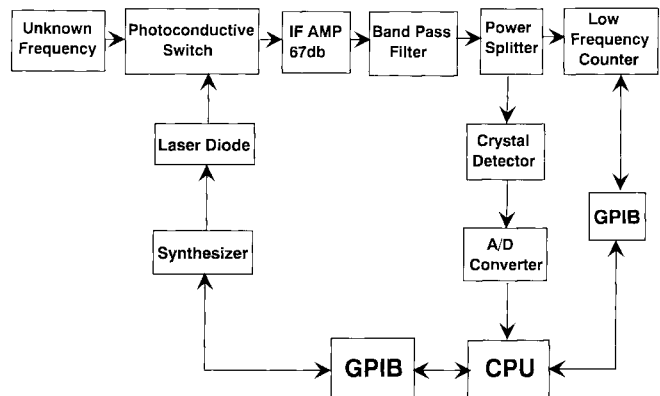 Unknown
Frequency
Photoconductive
Switch
IF AMP
67db
Band Pass
Filter
Power
Splitter
Low
Frequency
Counter
Laser Diode
Crystal
Detector
GPIB
Synthesizer
A/D
Converter
GPIB
CPU